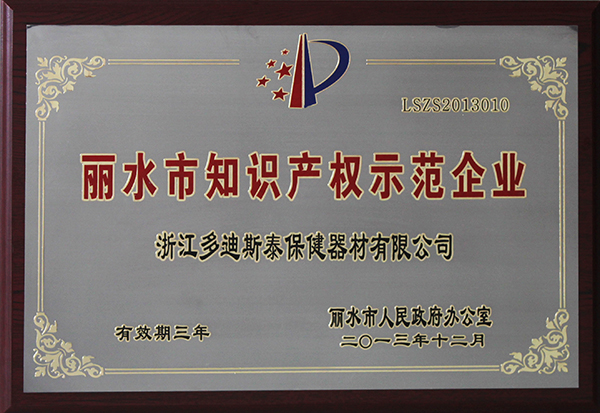 LSZS2013010
丽水市知识产权示范企业
浙江多迪斯泰保健器材有限公司
有效期三年
丽水市人民政府办公室
二〇一三年十二月